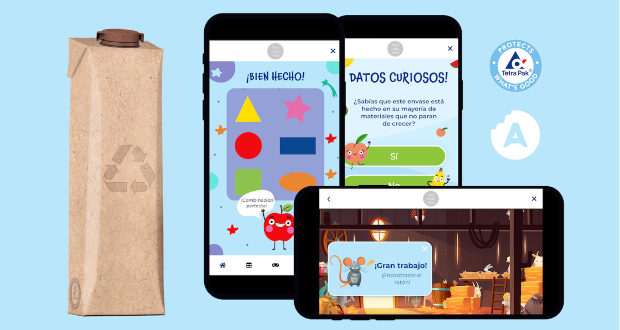 ¡BIEN HECHO!
¡Combinación
perfecta!
¡DATOS CURIOSOS!
¿Sabías que este envase está
hecho en su mayoría de
materiales que no paran
de crecer?
Sí
No
¡Gran trabajo!
¡Encontraste el
ratón!
PROTECTS
Tetra Pak®
WHAT'S GOOD
A